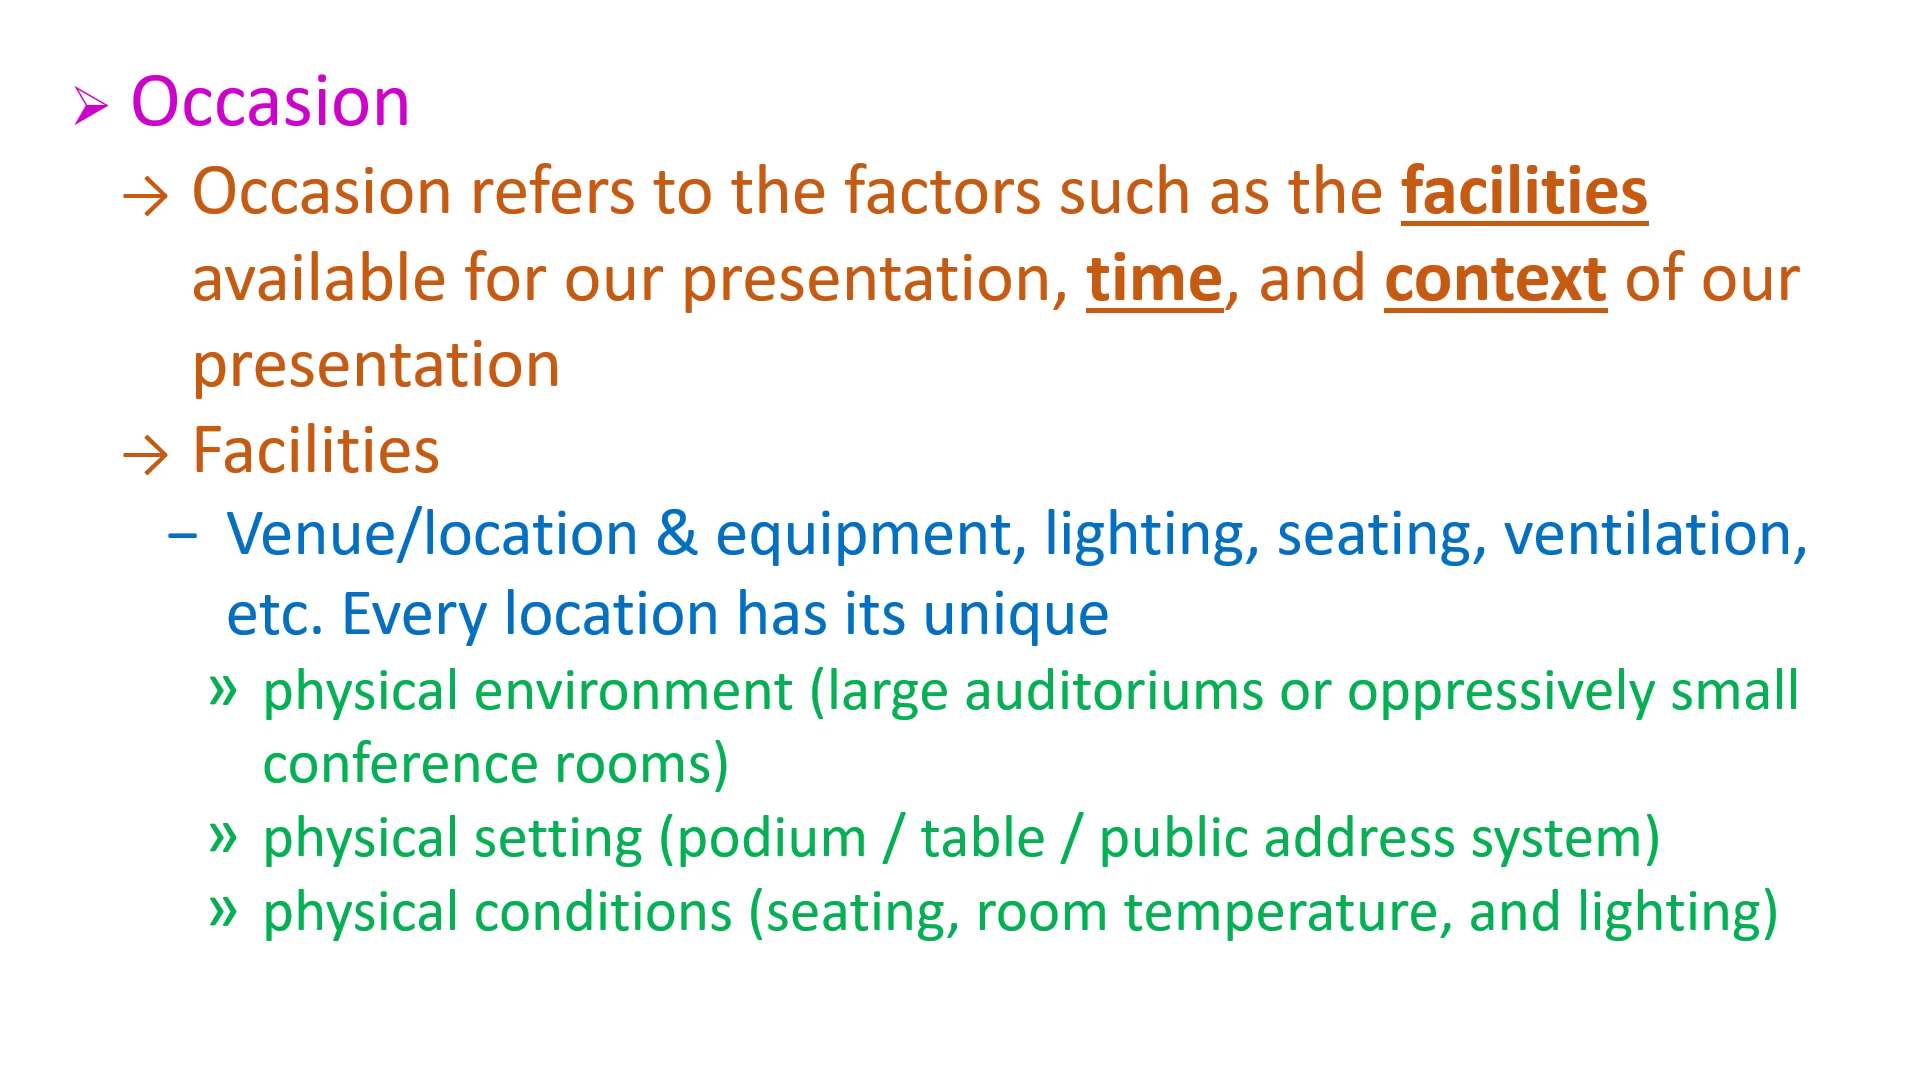 ➢ Occasion
→ Occasion refers to the factors such as the facilities
available for our presentation, time, and context of our
presentation
→ Facilities
– Venue/location & equipment, lighting, seating, ventilation,
etc. Every location has its unique
» physical environment (large auditoriums or oppressively small
conference rooms)
» physical setting (podium / table / public address system)
» physical conditions (seating, room temperature, and lighting)